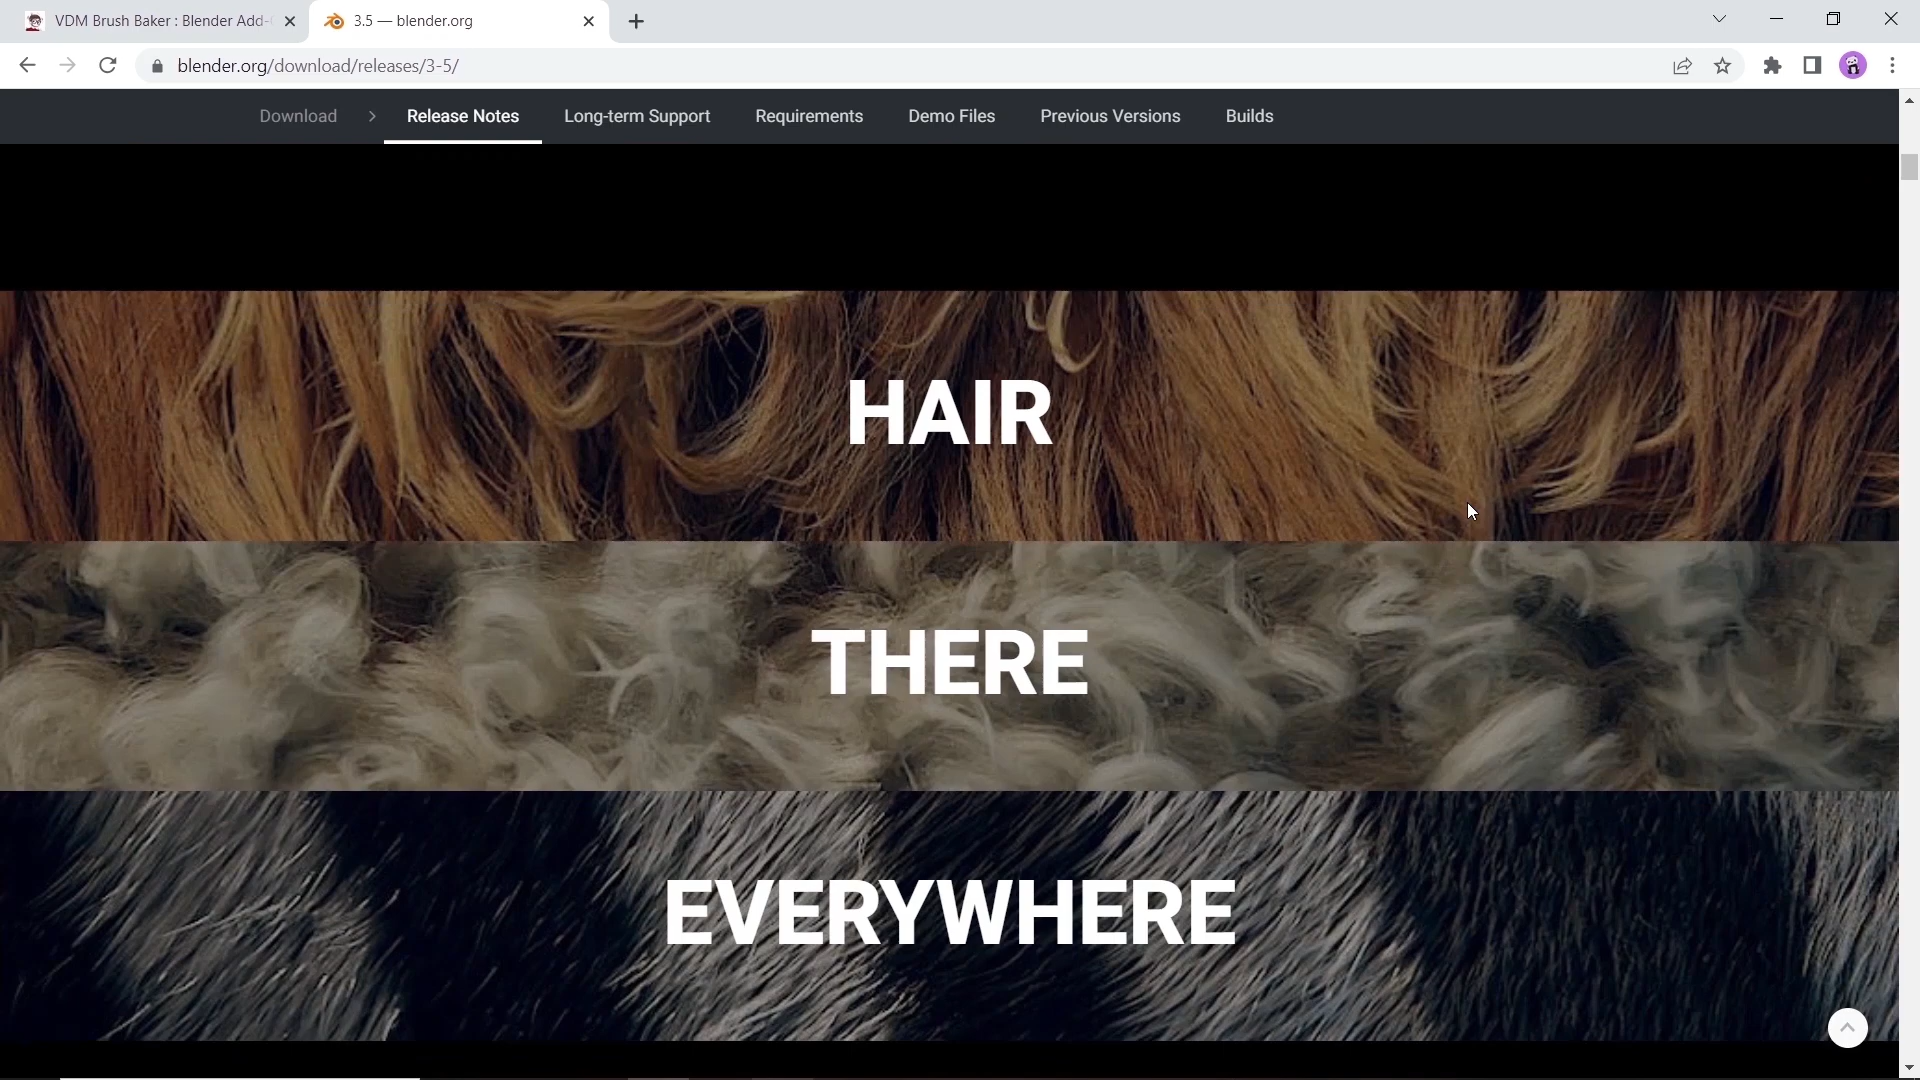 VDM Brush Baker : Blender Add-
3.5 — blender.org
blender.org/download/releases/3-5/
Download > Release Notes Long-term Support Requirements Demo Files Previous Versions Builds
HAIR
THERE
EVERYWHERE